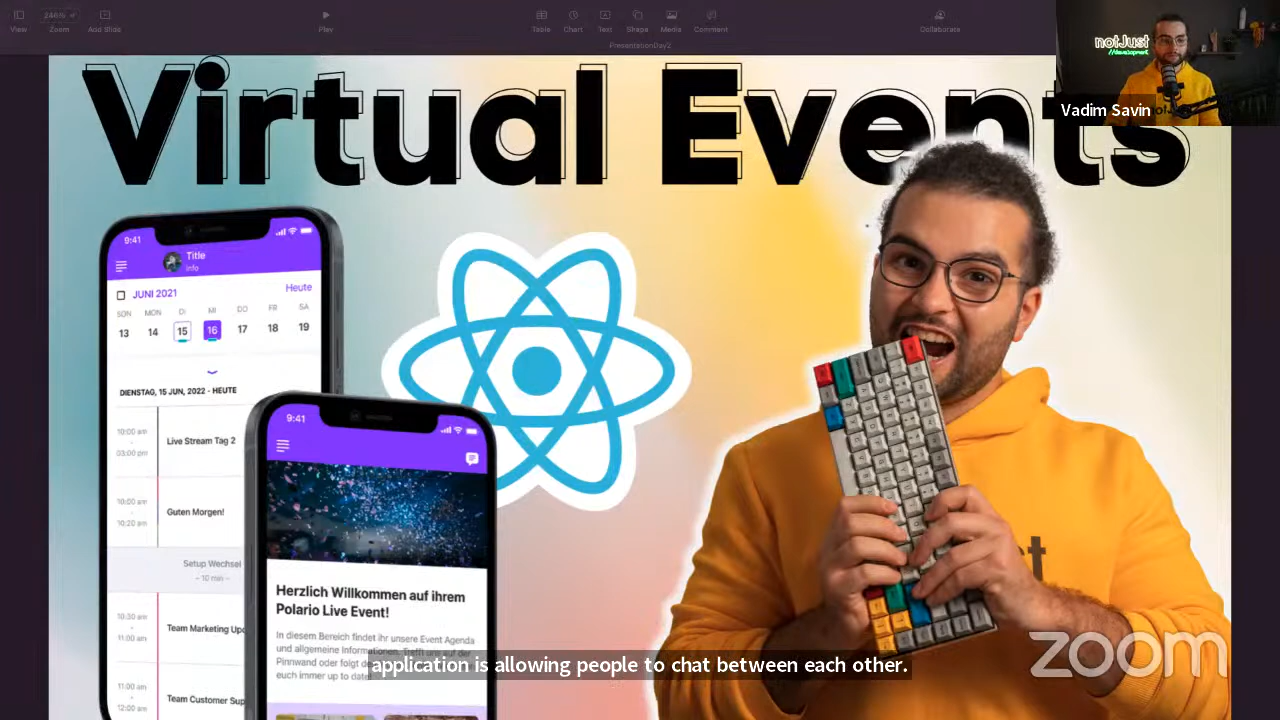 View
246%
Zoom
Add Slide
Play
Table
Chart
Text
Shape
Media
Comment
Collaborate
PresentationDay2
notJust
//development
Vadim Savin
Virtual Events
9:41
Title
info
JUNI 2021
Heute
SON MON DI MI DO FR SA
13 14 15 16 17 18 19
DIENSTAG, 15 JUN, 2022 - HEUTE
10:00 am
-
03:00 pm
Live Stream Tag 2
10:00 am
-
10:20 am
Guten Morgen!
Setup Wechsel
~ 10 min ~
10:30 am
-
11:00 am
Team Marketing
11:00 am
-
12:00 am
Team Customer
9:41
Herzlich Willkommen auf ihrem
Polario Live Event!
In diesem Bereich findet ihr unsere Event Agenda
und allgemeine auf der
Pinnwand oder folgt
euch immer up to date!
application is allowing people to chat between each other.
zoom